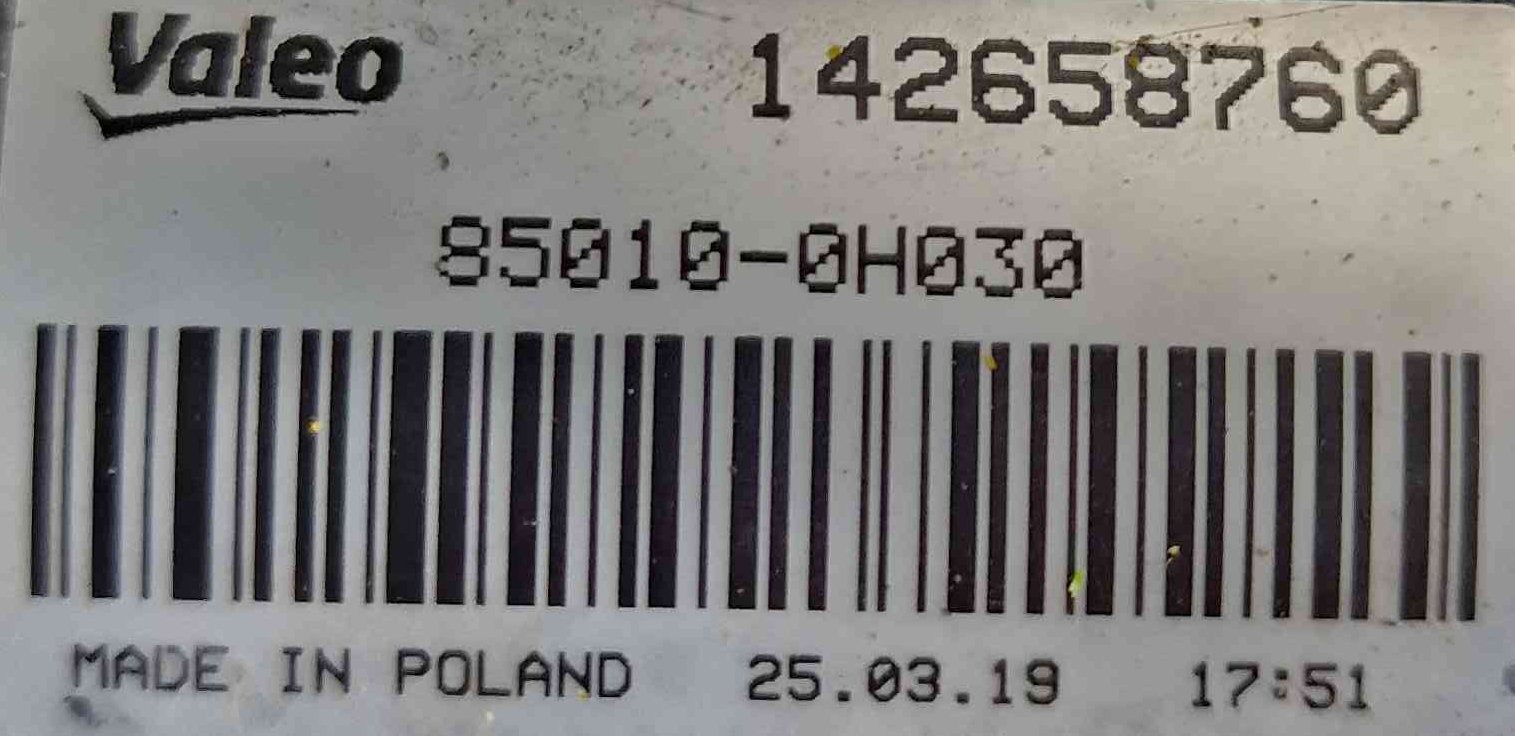 Valeo 142658760
85010-0H030
MADE IN POLAND 25.03.19 17:51